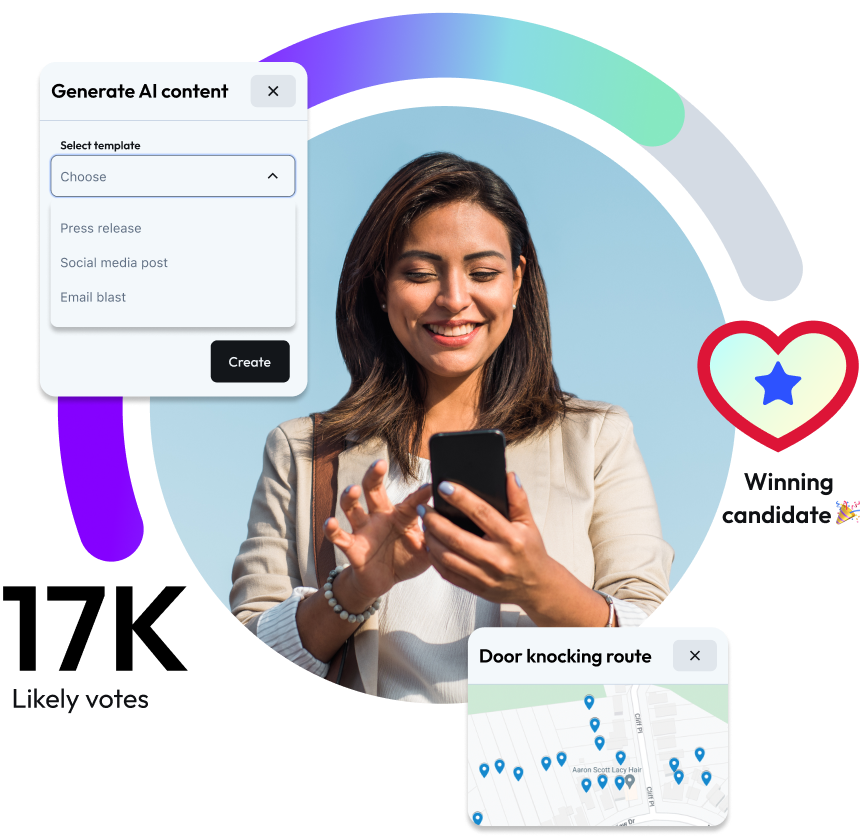 Generate AI content
Select template
Choose
Press release
Social media post
Email blast
Create
Winning
candidate 🎉
17K
Likely votes
Door knocking route
Cliff Pl
Aaron Scott Lacy Hair
Cliff Pl
Dr